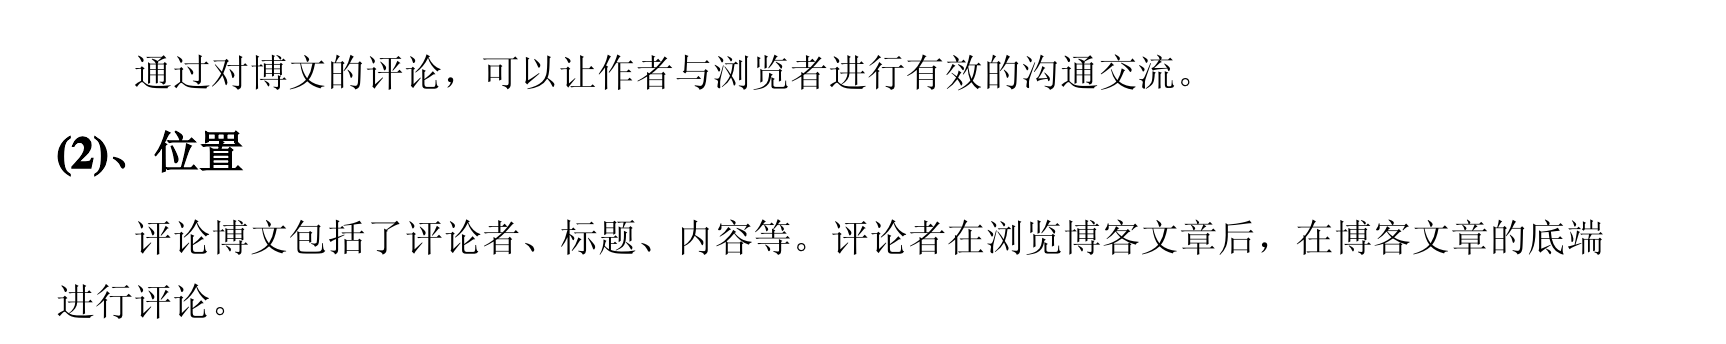 通过对博文的评论，可以让作者与浏览者进行有效的沟通交流。
(2)、位置
评论博文包括了评论者、标题、内容等。评论者在浏览博客文章后，在博客文章的底端
进行评论。